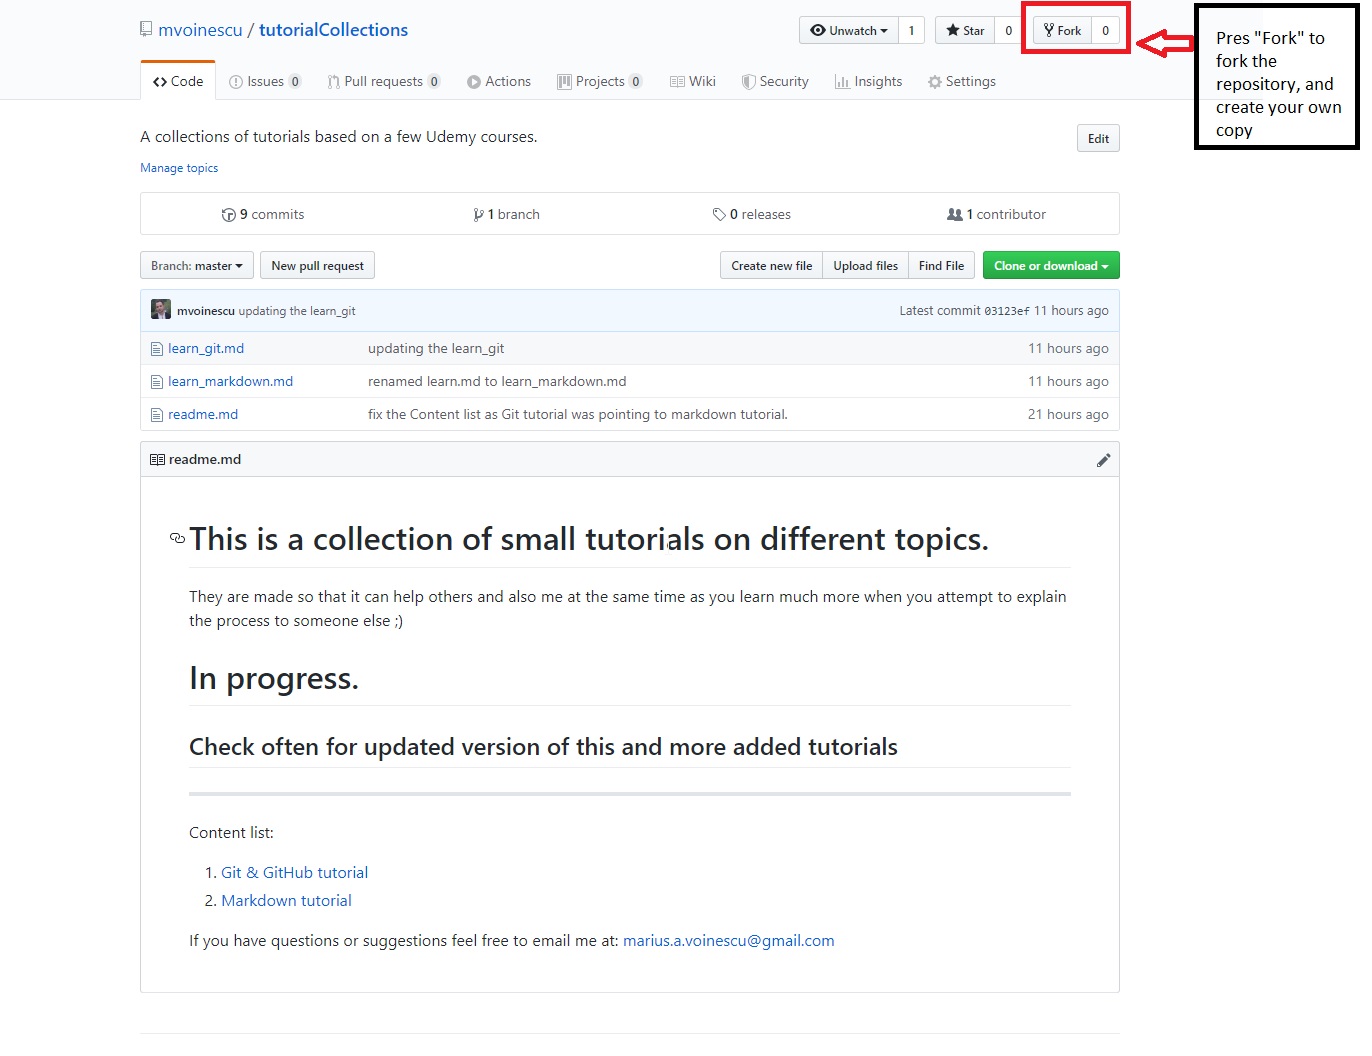 mvoinescu / tutorialCollections
Unwatch 1 Star 0 Fork 0
Pres "Fork" to
fork the
repository, and
create your own
copy
Code Issues 0 Pull requests 0 Actions Projects 0 Wiki Security Insights Settings
A collections of tutorials based on a few Udemy courses.
Edit
Manage topics
9 commits 1 branch 0 releases 1 contributor
Branch: master New pull request Create new file Upload files Find File Clone or download
mvoinescu updating the learn_git Latest commit 03123ef 11 hours ago
learn_git.md updating the learn_git 11 hours ago
learn_markdown.md renamed learn.md to learn_markdown.md 11 hours ago
readme.md fix the Content list as Git tutorial was pointing to markdown tutorial. 21 hours ago
readme.md
This is a collection of small tutorials on different topics.
They are made so that it can help others and also me at the same time as you learn much more when you attempt to explain
the process to someone else ;)
In progress.
Check often for updated version of this and more added tutorials
Content list:
1. Git & GitHub tutorial
2. Markdown tutorial
If you have questions or suggestions feel free to email me at: marius.a.voinescu@gmail.com